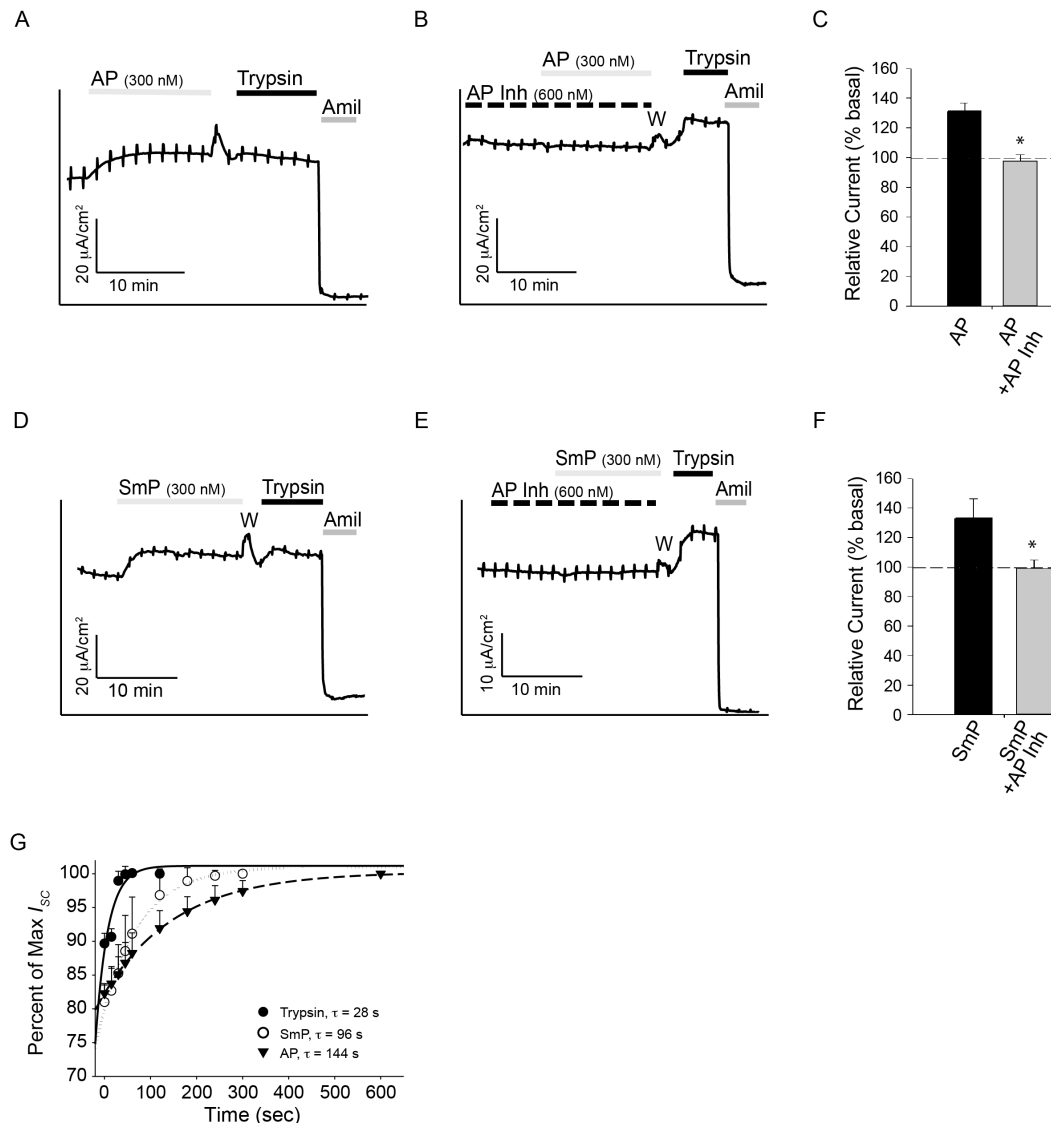 A
AP (300 nM)
Trypsin
Amil
20 μA/cm²
10 min
B
AP (300 nM)
Trypsin
AP Inh (600 nM)
W
Amil
20 μA/cm²
10 min
C
Relative Current (% basal)
160
140
120
100
80
60
40
20
0
*
AP
AP
+AP Inh
D
SmP (300 nM)
Trypsin
W
Amil
20 μA/cm²
10 min
E
SmP (300 nM)
Trypsin
AP Inh (600 nM)
Amil
W
10 μA/cm²
10 min
F
Relative Current (% basal)
160
140
120
100
80
60
40
20
0
*
SmP
SmP
+AP Inh
G
Percent of Max ISC
100
95
90
85
80
75
70
Trypsin, τ = 28 s
SmP, τ = 96 s
AP, τ = 144 s
0 100 200 300 400 500 600
Time (sec)